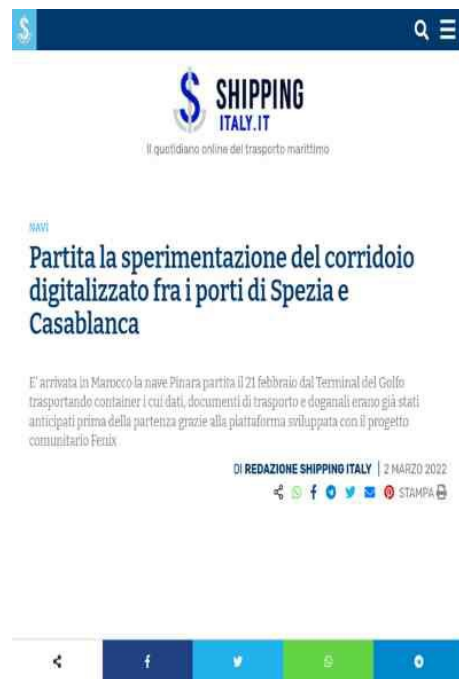 SHIPPING
ITALY.IT
Il quotidiano online del trasporto marittimo
NAVI
Partita la sperimentazione del corridoio
digitalizzato fra i porti di Spezia e
Casablanca
E' arrivata in Marocco la nave Pinara partita il 21 febbraio dal Terminal del Golfo
trasportando container i cui dati, documenti di trasporto e doganali erano già stati
anticipati prima della partenza grazie alla piattaforma sviluppata con il progetto
comunitario Fenix
DI REDAZIONE SHIPPING ITALY | 2 MARZO 2022
STAMPA